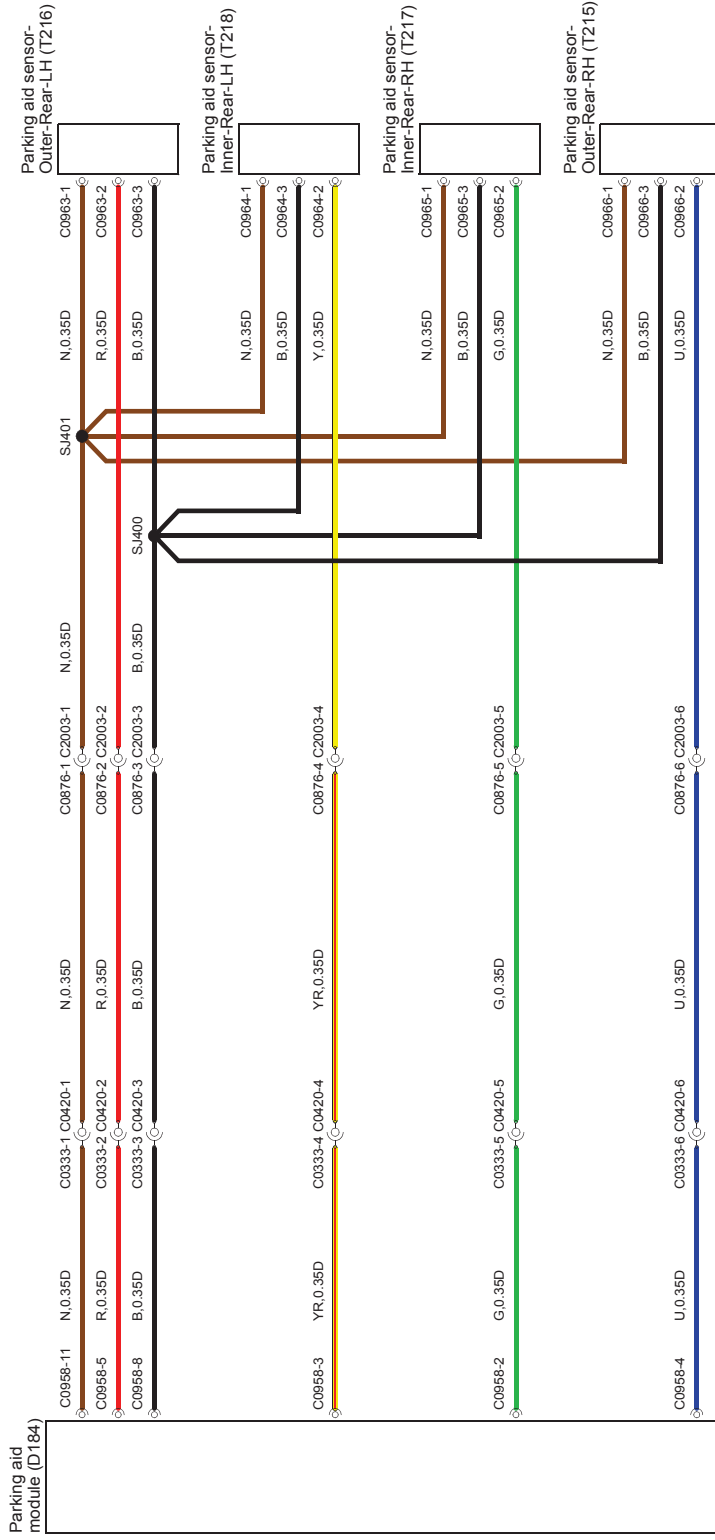 Parking aid
module (D184)
C0958-11
N,0.35D
C0333-1
C0420-1
N,0.35D
C0876-1
C2003-1
N,0.35D
SJ401
N,0.35D
C0963-1
Parking aid sensor-
Outer-Rear-LH (T216)
C0958-5
R,0.35D
C0333-2
C0420-2
R,0.35D
C0876-2
C2003-2
R,0.35D
C0963-2
C0958-8
B,0.35D
C0333-3
C0420-3
B,0.35D
C0876-3
C2003-3
B,0.35D
SJ400
B,0.35D
C0963-3
Parking aid sensor-
Inner-Rear-LH (T218)
N,0.35D
C0964-1
B,0.35D
C0964-3
C0958-3
YR,0.35D
C0333-4
C0420-4
YR,0.35D
C0876-4
C2003-4
Y,0.35D
C0964-2
Parking aid sensor-
Inner-Rear-RH (T217)
N,0.35D
C0965-1
B,0.35D
C0965-3
C0958-2
G,0.35D
C0333-5
C0420-5
G,0.35D
C0876-5
C2003-5
G,0.35D
C0965-2
Parking aid sensor-
Outer-Rear-RH (T215)
N,0.35D
C0966-1
B,0.35D
C0966-3
C0958-4
U,0.35D
C0333-6
C0420-6
U,0.35D
C0876-6
C2003-6
U,0.35D
C0966-2